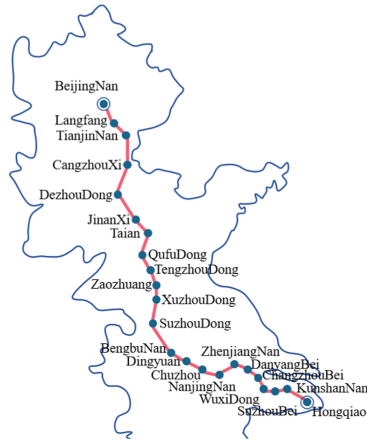 BeijingNan
Langfang
TianjinNan
CangzhouXi
DezhouDong
JinanXi
Taian
QufuDong
TengzhouDong
Zaozhuang
XuzhouDong
SuzhouDong
BengbuNan
Dingyuan
Chuzhou
NanjingNan
ZhenjiangNan
DanyangBei
ChangzhouBei
WuxiDong
SuzhouBei
KunshanNan
Hongqiao